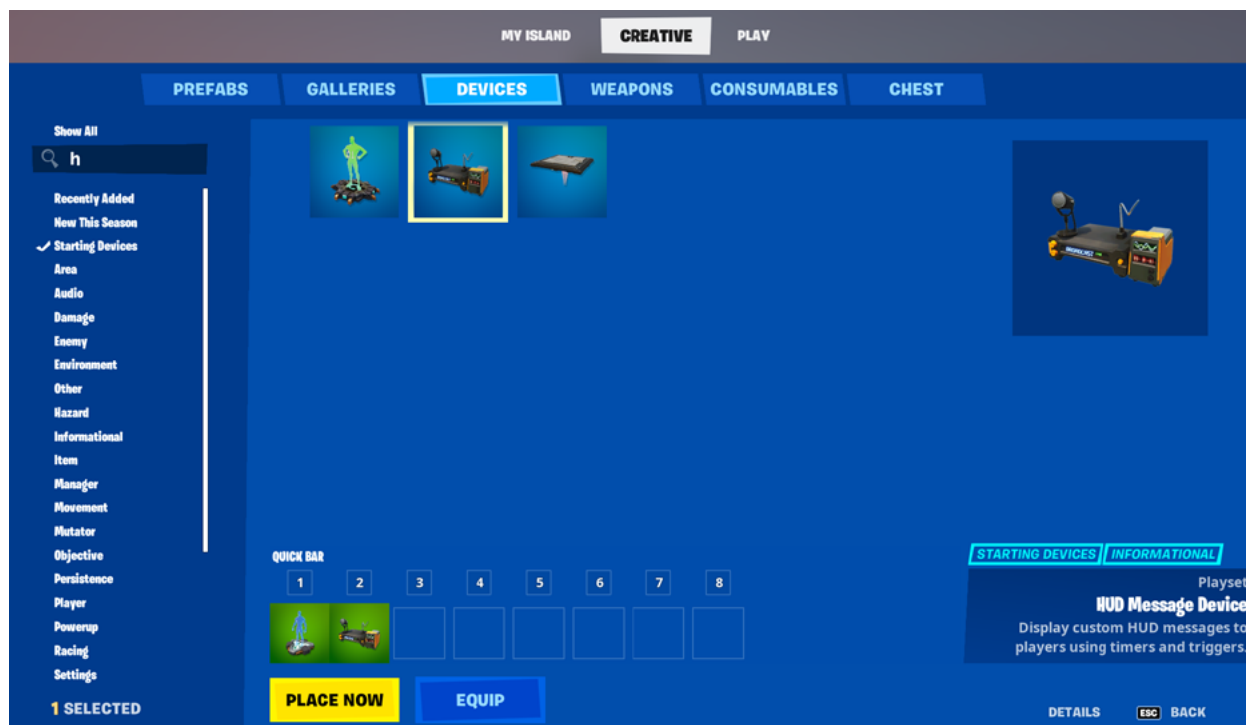 MY ISLAND CREATIVE PLAY
PREFABS GALLERIES DEVICES WEAPONS CONSUMABLES CHEST
Show All
h
Recently Added
New This Season
Starting Devices
Area
Audio
Damage
Enemy
Environment
Other
Hazard
Informational
Item
Manager
Movement
Mutator
Objective
Persistence
Player
Powerup
Racing
Settings
1 SELECTED
QUICK BAR
1 2 3 4 5 6 7 8
PLACE NOW EQUIP
STARTING DEVICES INFORMATIONAL
Playset
HUD Message Device
Display custom HUD messages to
players using timers and triggers.
DETAILS ESC BACK